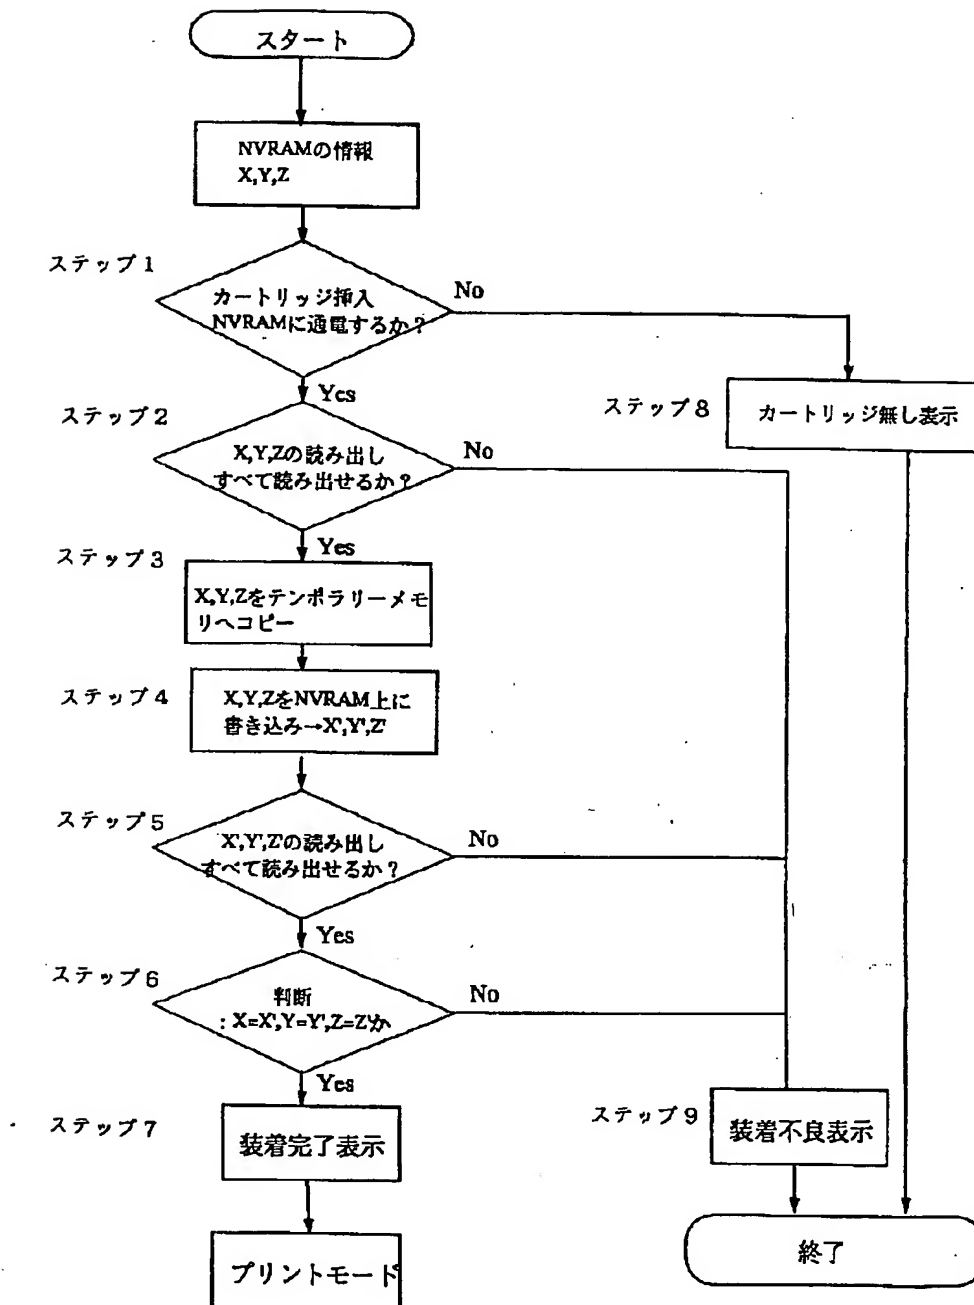 スタート
NVRAMの情報
X,Y,Z
ステップ1
カートリッジ挿入
NVRAMに通電するか?
No
Yes
ステップ8
カートリッジ無し表示
ステップ2
X,Y,Zの読み出し
すべて読み出せるか?
No
Yes
ステップ3
X,Y,Zをテンポラリーメモ
リへコピー
ステップ4
X,Y,ZをNVRAM上に
書き込み→X',Y',Z'
ステップ5
X',Y',Z'の読み出し
すべて読み出せるか?
No
Yes
ステップ6
判断
:X=X',Y=Y',Z=Z'か
No
Yes
ステップ7
装着完了表示
ステップ9
装着不良表示
プリントモード
終了